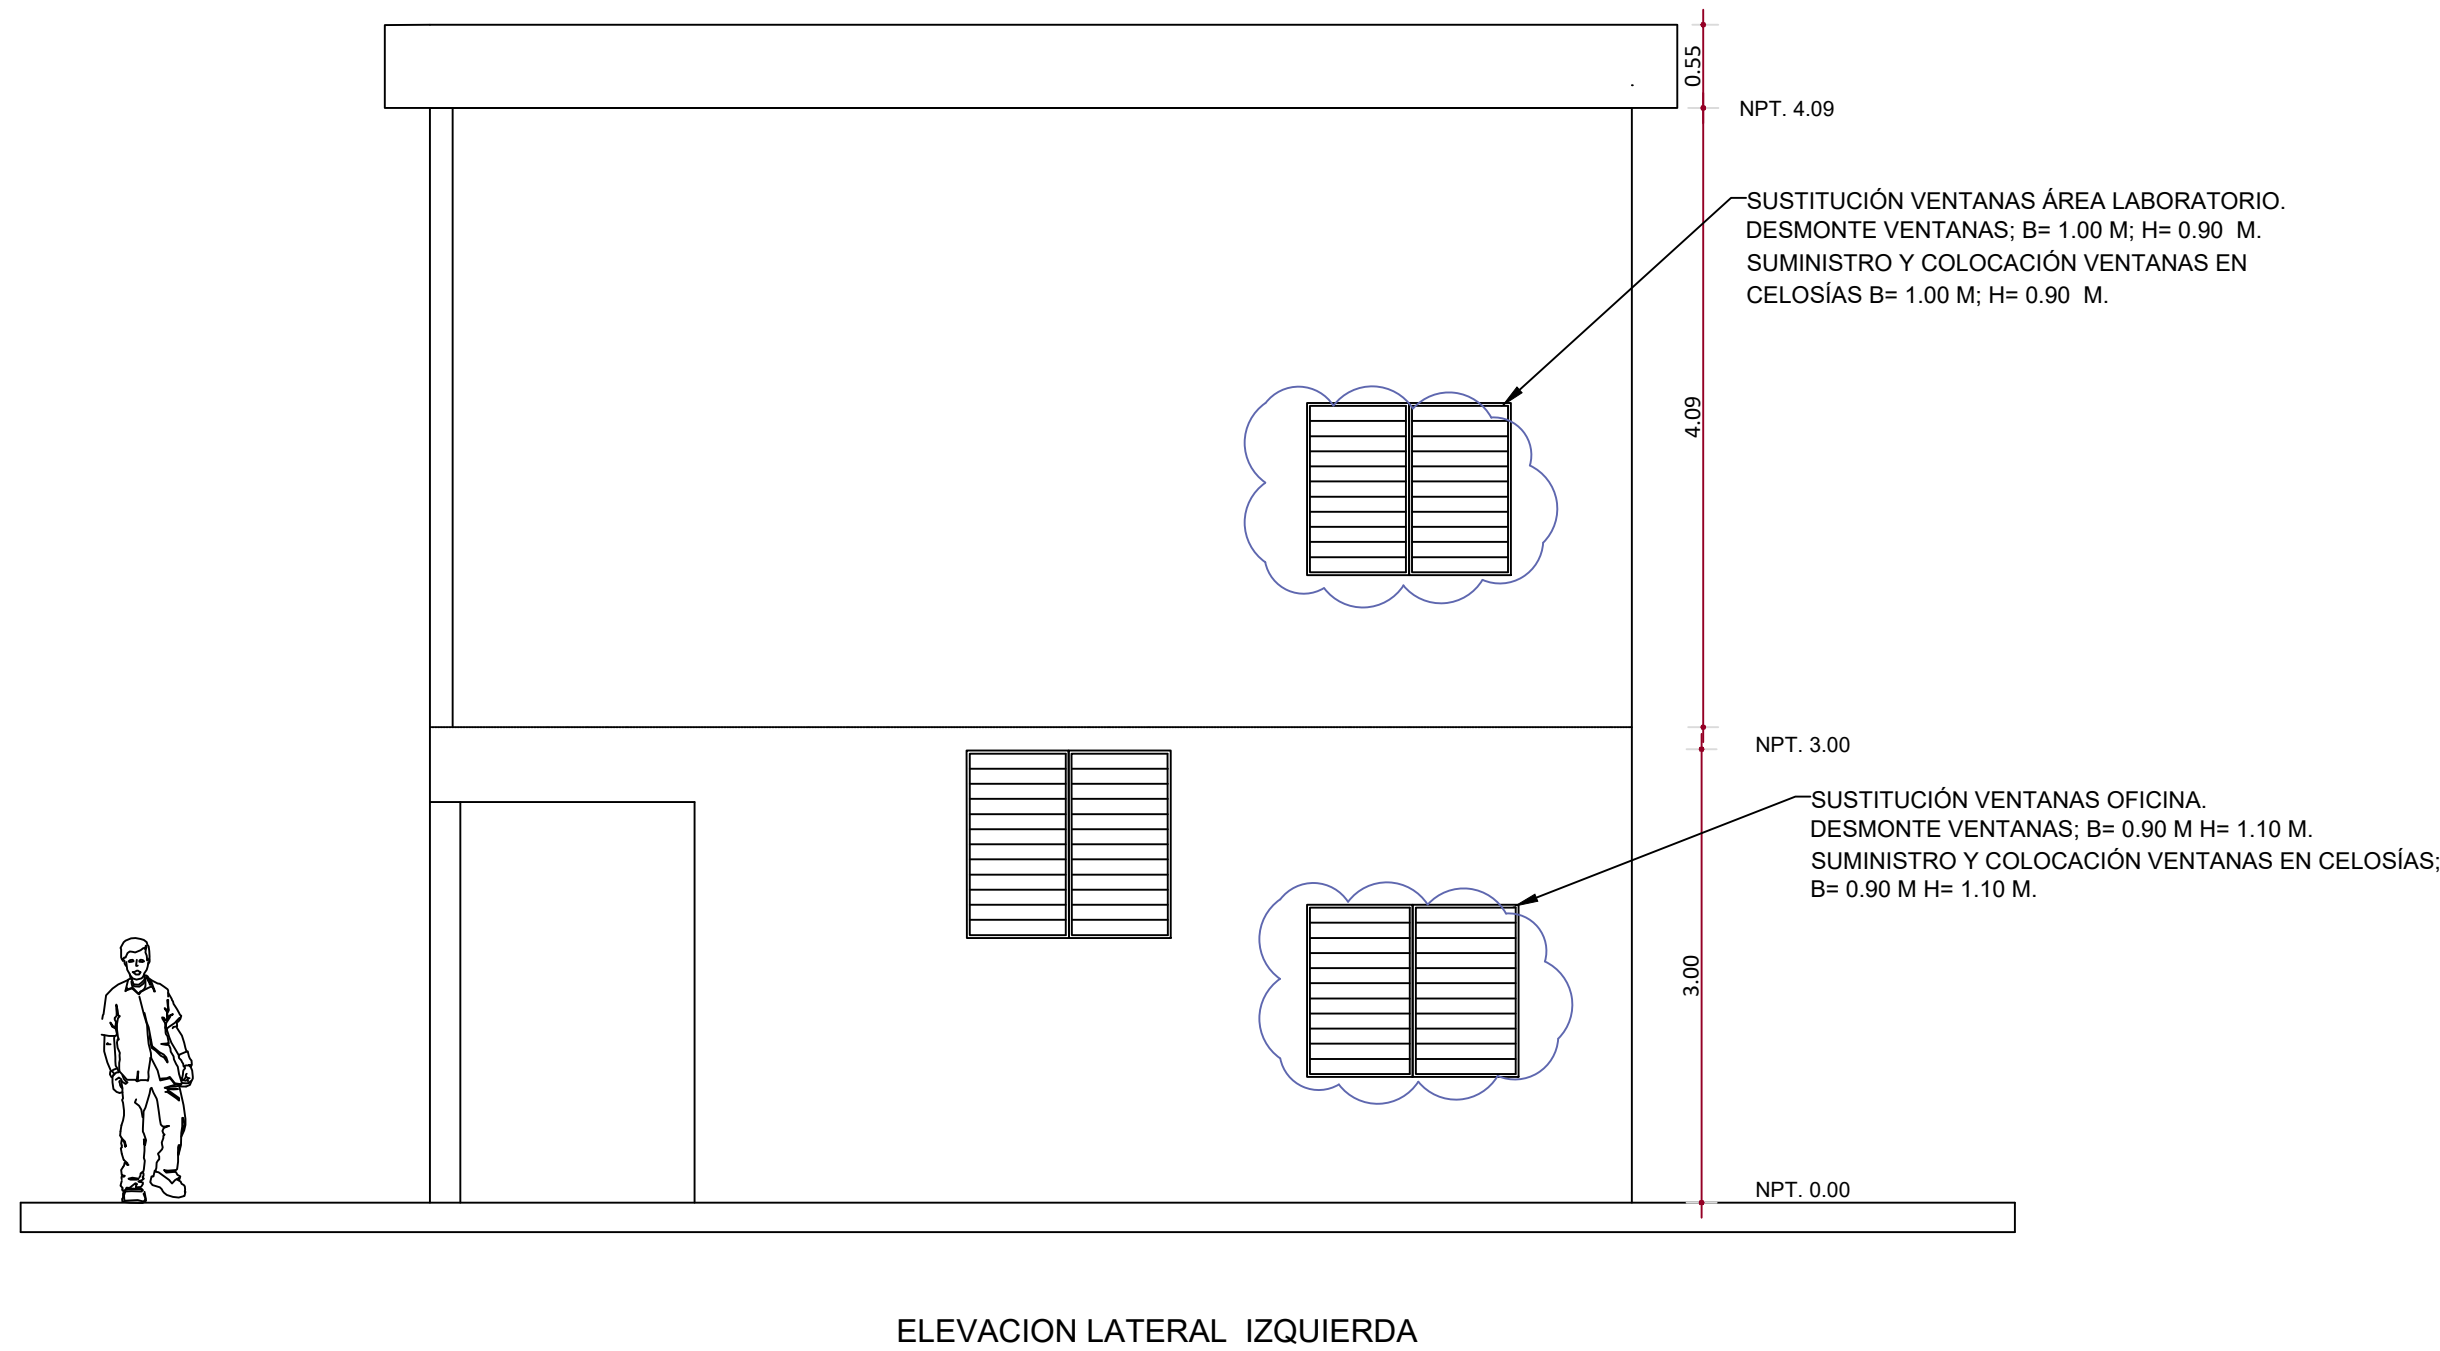 0.55
NPT. 4.09
SUSTITUCIÓN VENTANAS ÁREA LABORATORIO.
DESMONTE VENTANAS; B= 1.00 M; H= 0.90 M.
SUMINISTRO Y COLOCACIÓN VENTANAS EN
CELOSÍAS B= 1.00 M; H= 0.90 M.
4.09
NPT. 3.00
SUSTITUCIÓN VENTANAS OFICINA.
DESMONTE VENTANAS; B= 0.90 M H= 1.10 M.
SUMINISTRO Y COLOCACIÓN VENTANAS EN CELOSÍAS;
B= 0.90 M H= 1.10 M.
3.00
NPT. 0.00
ELEVACION LATERAL IZQUIERDA